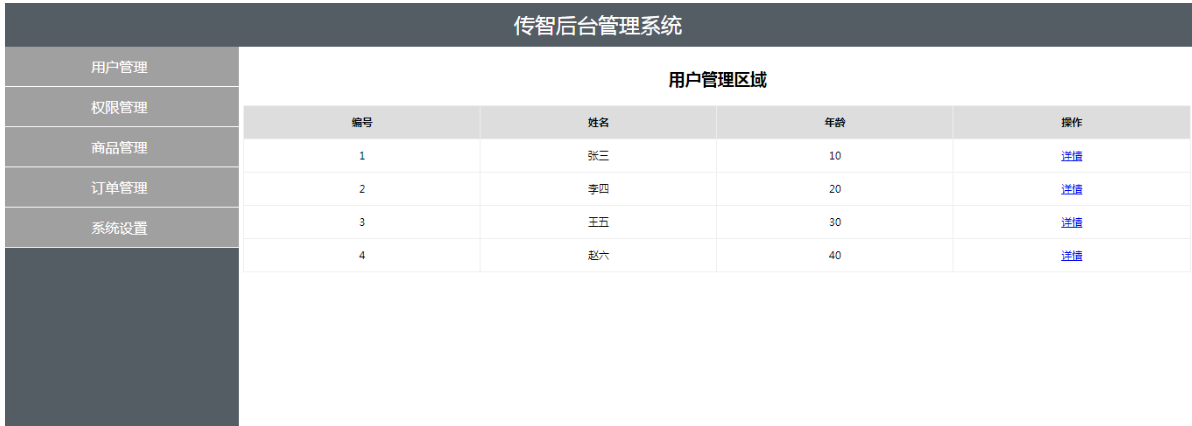 传智后台管理系统
用户管理
权限管理
商品管理
订单管理
系统设置
用户管理区域
编号 姓名 年龄 操作
1 张三 10 详情
2 李四 20 详情
3 王五 30 详情
4 赵六 40 详情